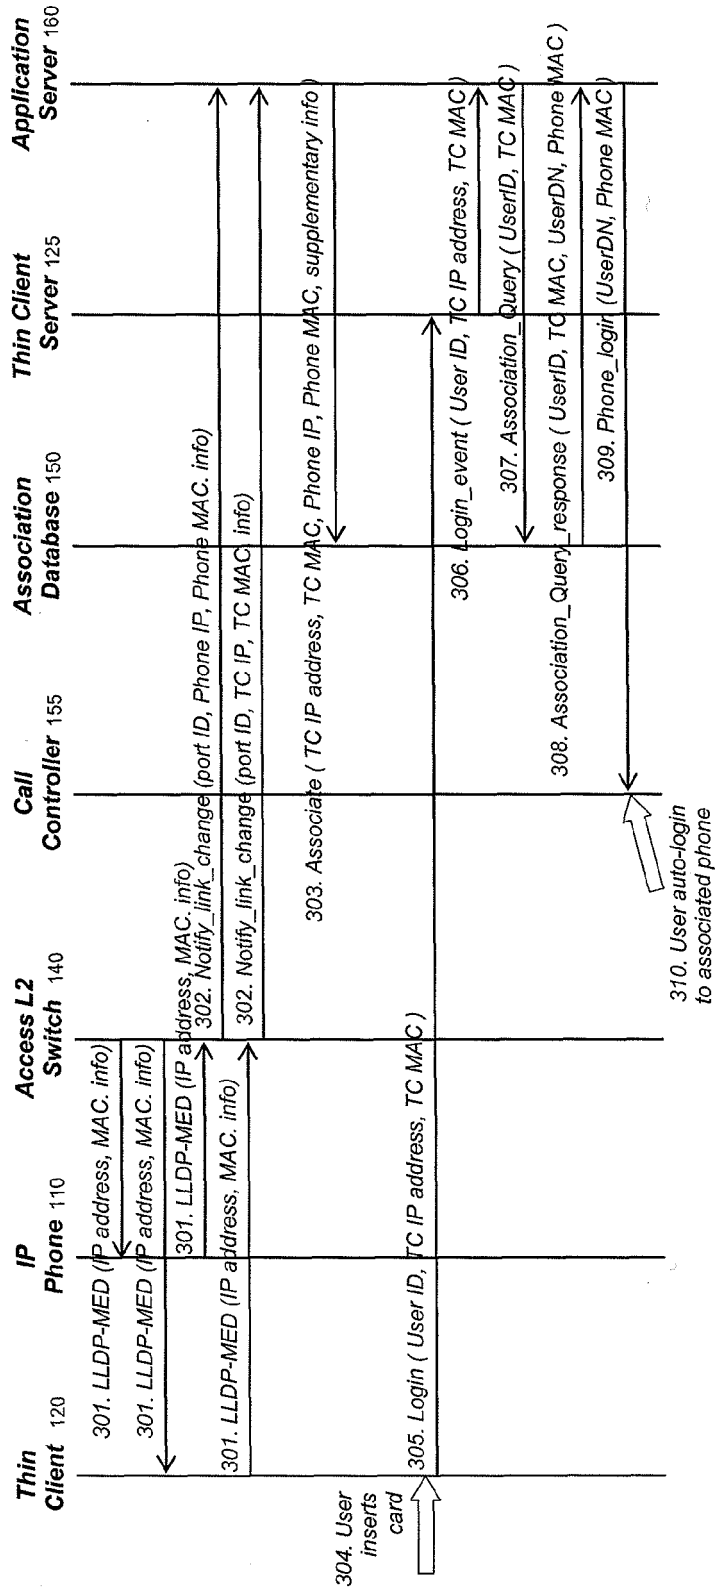 Thin
Client 120
IP
Phone 110
Access L2
Switch 140
Call
Controller 155
Association
Database 150
Thin Client
Server 125
Application
Server 160
301. LLDP-MED (IP address, MAC. info)
301. LLDP-MED (IP address, MAC. info)
301. LLDP-MED (IP address, MAC. info)
302. Notify_link_change (port ID, Phone IP, Phone MAC. info)
301. LLDP-MED (IP address, MAC. info)
302. Notify_link_change (port ID, TC IP, TC MAC. info)
303. Associate ( TC IP address, TC MAC, Phone IP, Phone MAC, supplementary info )
304. User
inserts
card
305. Login ( User ID, TC IP address, TC MAC )
306. Login_event ( User ID, TC IP address, TC MAC )
307. Association_Query ( UserID, TC MAC )
308. Association_Query_response ( UserID, TC MAC, UserDN, Phone MAC )
309. Phone_login (UserDN, Phone MAC)
310. User auto-login
to associated phone